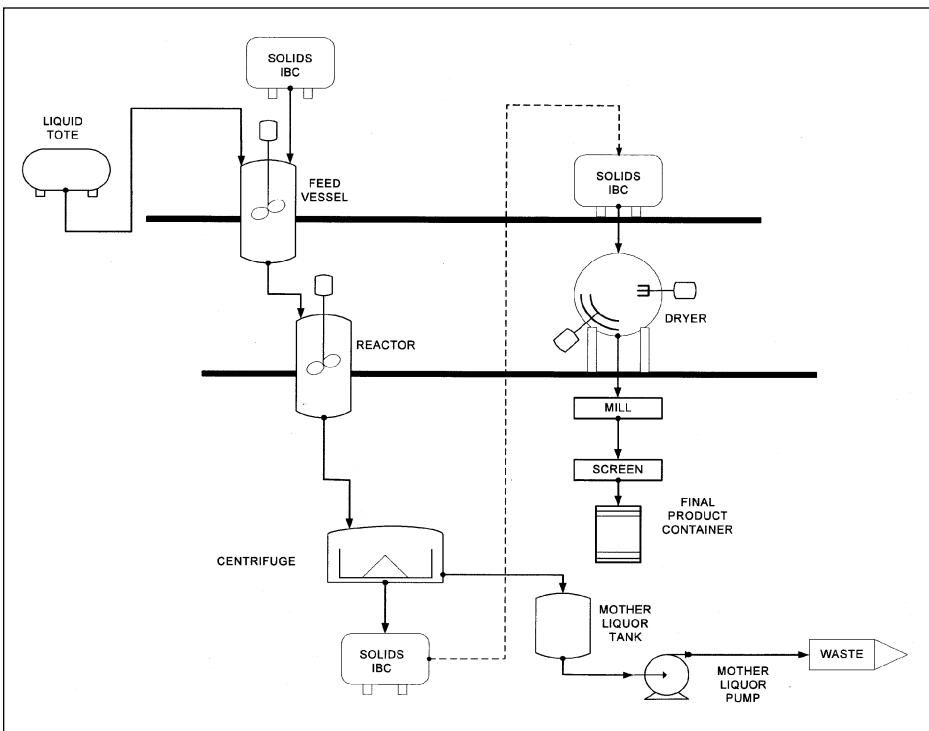 SOLIDS
IBC
LIQUID
TOTE
FEED
VESSEL
SOLIDS
IBC
DRYER
REACTOR
MILL
SCREEN
FINAL
PRODUCT
CONTAINER
CENTRIFUGE
MOTHER
LIQUOR
TANK
SOLIDS
IBC
WASTE
MOTHER
LIQUOR
PUMP